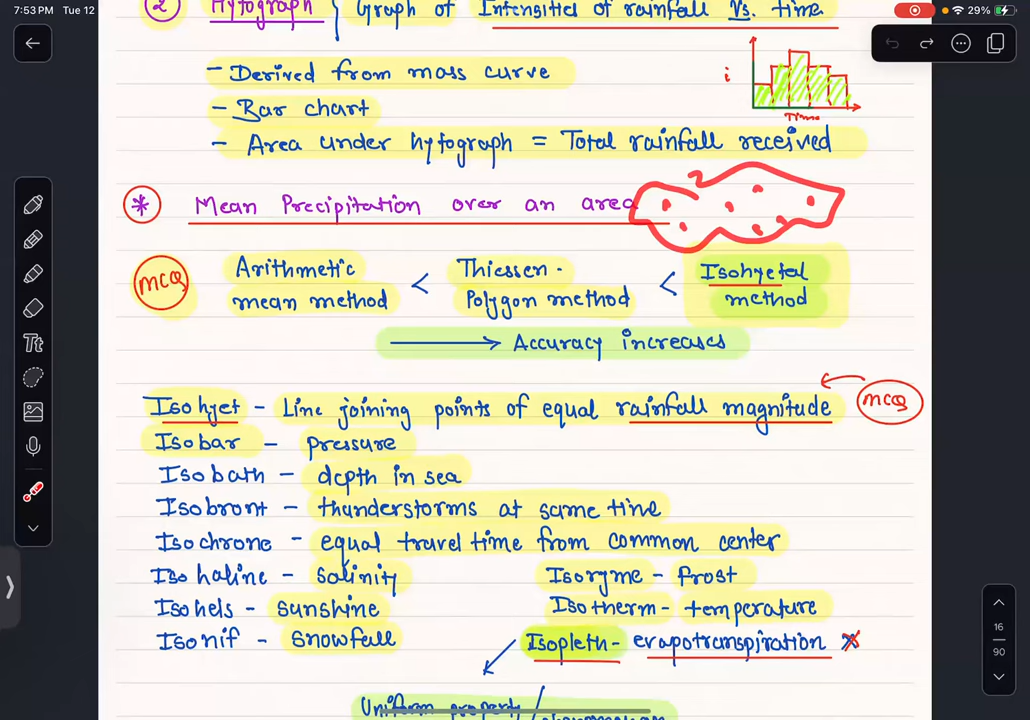 7:53 PM Tue 12
29%
② Hytograph } Graph of Intensities of rainfall Vs. time
- Derived from mass curve
- Bar chart
- Area under hytograph = Total rainfall received
i
Time
* Mean Precipitation over an area
MCQ
Arithmetic mean method < Thiessen - Polygon method < Isohyetal method
⟶ Accuracy increases
Isohyet - Line joining points of equal rainfall magnitude
MCQ
Isobar - pressure
Isobath - depth in sea
Isobront - thunderstorms at same time
Isochrone - equal travel time from common center
Isohaline - salinity
Isoryme - frost
Isohels - sunshine
Isotherm - temperature
Isonif - Snowfall
Isopleth - evapotranspiration
Uniform property /
Tt
16
90